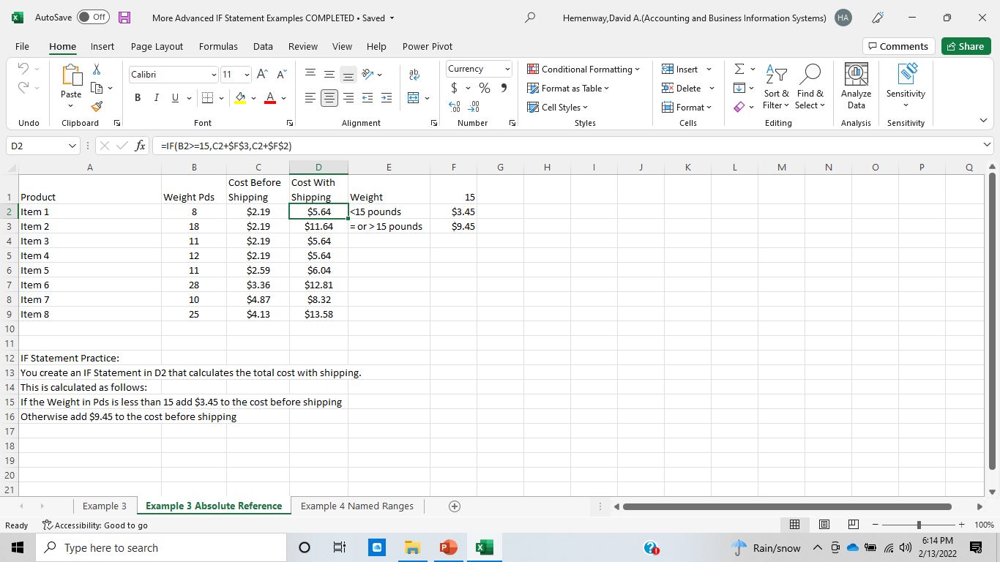 AutoSave Off More Advanced IF Statement Examples COMPLETED • Saved Hemenway,David A.(Accounting and Business Information Systems) HA
File Home Insert Page Layout Formulas Data Review View Help Power Pivot Comments Share
Calibri 11 A^ Aˇ ab Currency Conditional Formatting Insert Σ
Paste B I U A $ % 9 Format as Table Delete Sort & Filter Find & Select Analyze Data Sensitivity
Cell Styles Format
Undo Clipboard Font Alignment Number Styles Cells Editing Analysis Sensitivity
D2 fx =IF(B2>=15,C2+$F$3,C2+$F$2)
A B C D E F G H I J K L M N O P Q
1 Product Weight Pds Cost Before Shipping Cost With Shipping Weight 15
2 Item 1 8 $2.19 $5.64 <15 pounds $3.45
3 Item 2 18 $2.19 $11.64 = or > 15 pounds $9.45
4 Item 3 11 $2.19 $5.64
5 Item 4 12 $2.19 $5.64
6 Item 5 11 $2.59 $6.04
7 Item 6 28 $3.36 $12.81
8 Item 7 10 $4.87 $8.32
9 Item 8 25 $4.13 $13.58
10
11
12 IF Statement Practice:
13 You create an IF Statement in D2 that calculates the total cost with shipping.
14 This is calculated as follows:
15 If the Weight in Pds is less than 15 add $3.45 to the cost before shipping
16 Otherwise add $9.45 to the cost before shipping
17
18
19
20
21
Example 3 Example 3 Absolute Reference Example 4 Named Ranges
Ready Accessibility: Good to go 100%
Type here to search Rain/snow 6:14 PM
2/13/2022